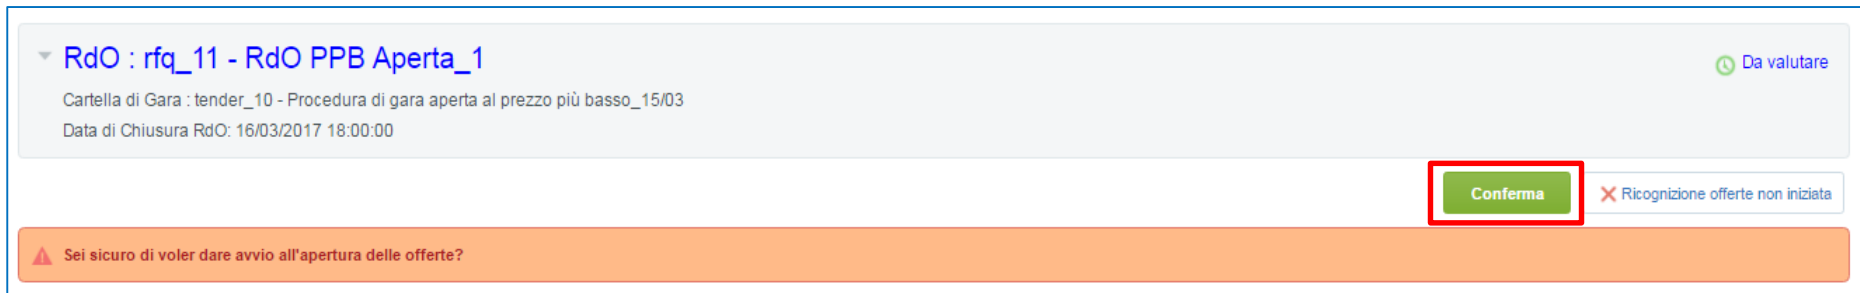 RdO : rfq_11 - RdO PPB Aperta_1
Da valutare
Cartella di Gara : tender_10 - Procedura di gara aperta al prezzo più basso_15/03
Data di Chiusura RdO: 16/03/2017 18:00:00
Conferma
Ricognizione offerte non iniziata
Sei sicuro di voler dare avvio all'apertura delle offerte?